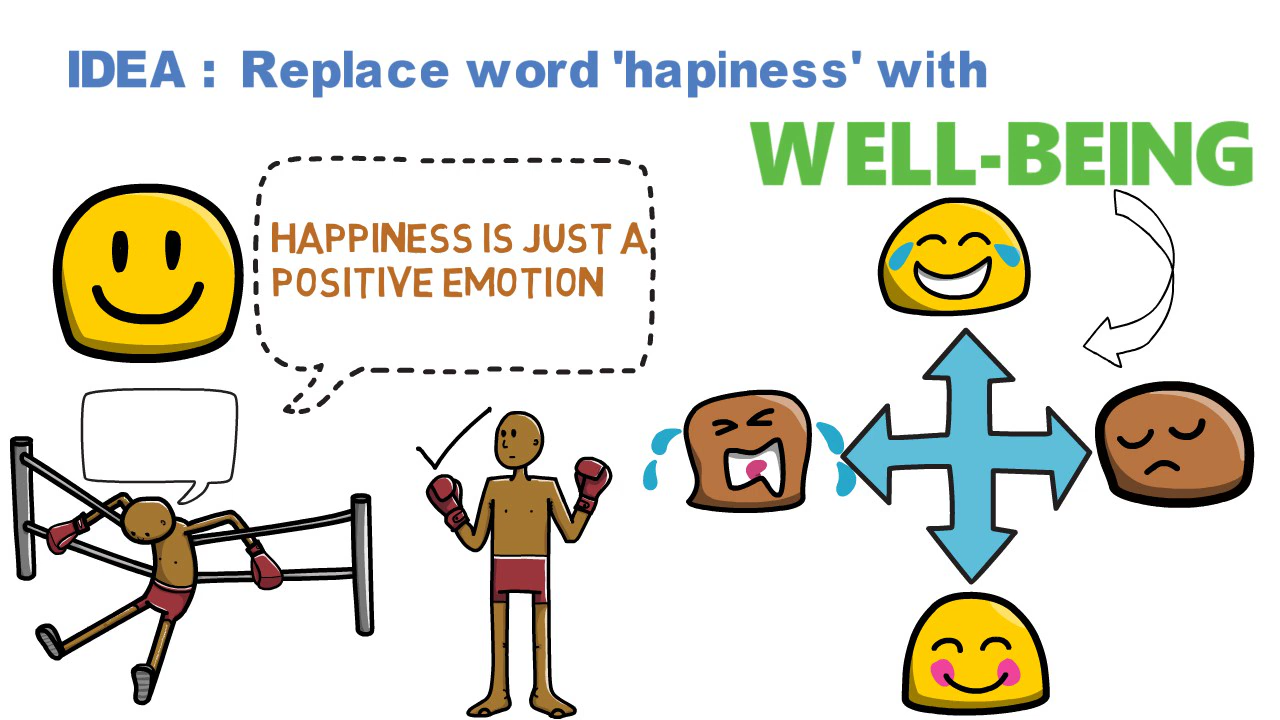 IDEA : Replace word 'hapiness' with
WELL-BEING
HAPPINESS IS JUST A
POSITIVE EMOTION